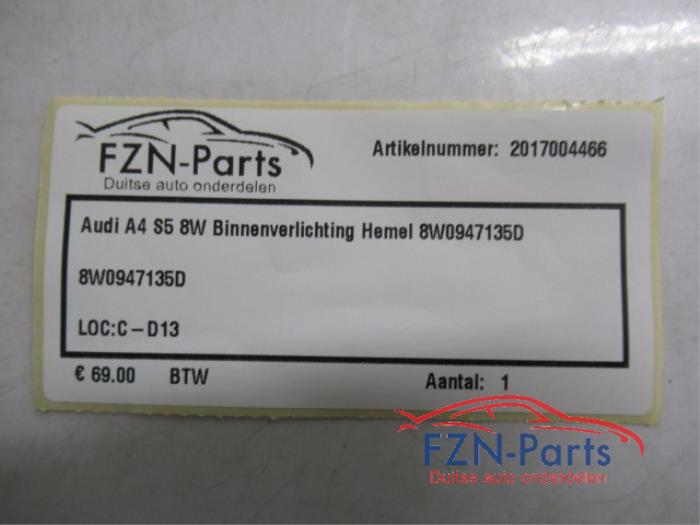 FZN-Parts
Duitse auto onderdelen
Artikelnummer: 2017004466
Audi A4 S5 8W Binnenverlichting Hemel 8W0947135D
8W0947135D
LOC:C-D13
€ 69.00 BTW Aantal: 1
FZN-Parts
Duitse auto onderdelen